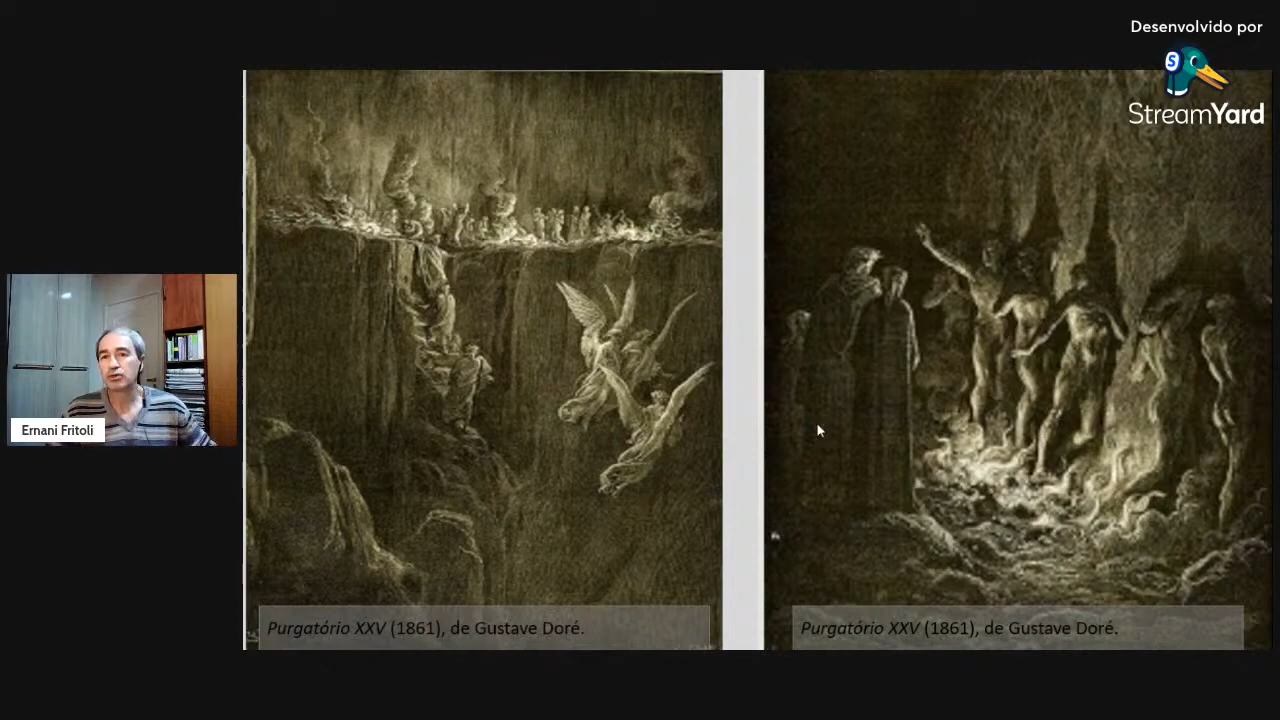 Desenvolvido por
StreamYard
Ernani Fritoli
Purgatório XXV (1861), de Gustave Doré.
Purgatório XXV (1861), de Gustave Doré.